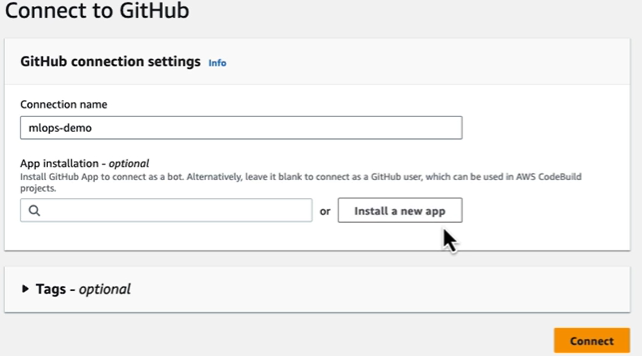 Connect to GitHub
GitHub connection settings Info
Connection name
mlops-demo
App installation - optional
Install GitHub App to connect as a bot. Alternatively, leave it blank to connect as a GitHub user, which can be used in AWS CodeBuild
projects.
or Install a new app
Tags - optional
Connect